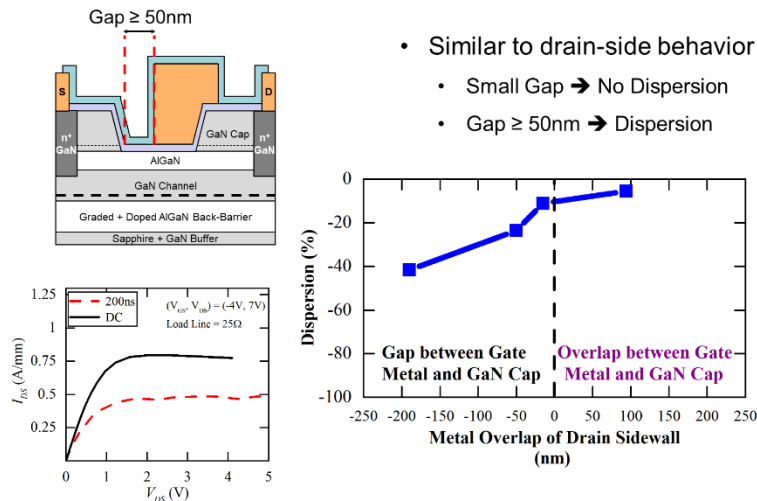 Gap ≥ 50nm
S
D
GaN Cap
n⁺
GaN
n⁺
GaN
AlGaN
GaN Channel
Graded + Doped AlGaN Back-Barrier
Sapphire + GaN Buffer
• Similar to drain-side behavior
• Small Gap ➔ No Dispersion
• Gap ≥ 50nm ➔ Dispersion
1.25
1
0.75
0.5
0.25
0
0 1 2 3 4 5
I_DS (A/mm)
V_DS (V)
200ns
DC
(V_GS, V_DS) = (-4V, 7V)
Load Line = 25Ω
0
-20
-40
-60
-80
-100
Dispersion (%)
Gap between Gate
Metal and GaN Cap
Overlap between Gate
Metal and GaN Cap
-250 -200 -150 -100 -50 0 50 100 150 200 250
Metal Overlap of Drain Sidewall
(nm)